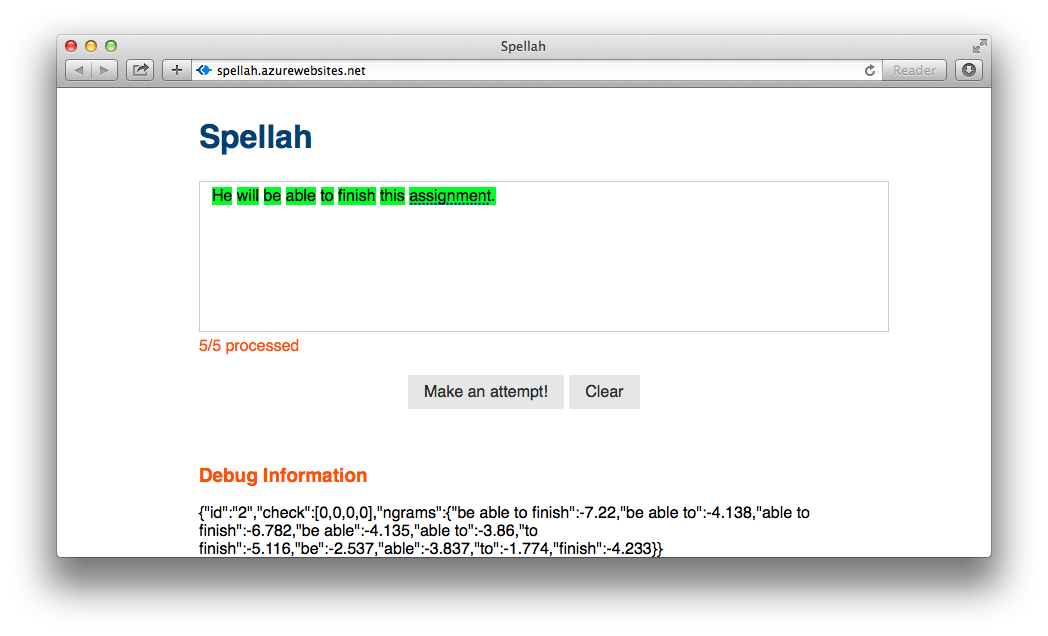 Spellah
spellah.azurewebsites.net
Reader
Spellah
He will be able to finish this assignment.
5/5 processed
Make an attempt!
Clear
Debug Information
{"id":"2","check":[0,0,0,0],"ngrams":{"be able to finish":-7.22,"be able to":-4.138,"able to
finish":-6.782,"be able":-4.135,"able to":-3.86,"to
finish":-5.116,"be":-2.537,"able":-3.837,"to":-1.774,"finish":-4.233}}